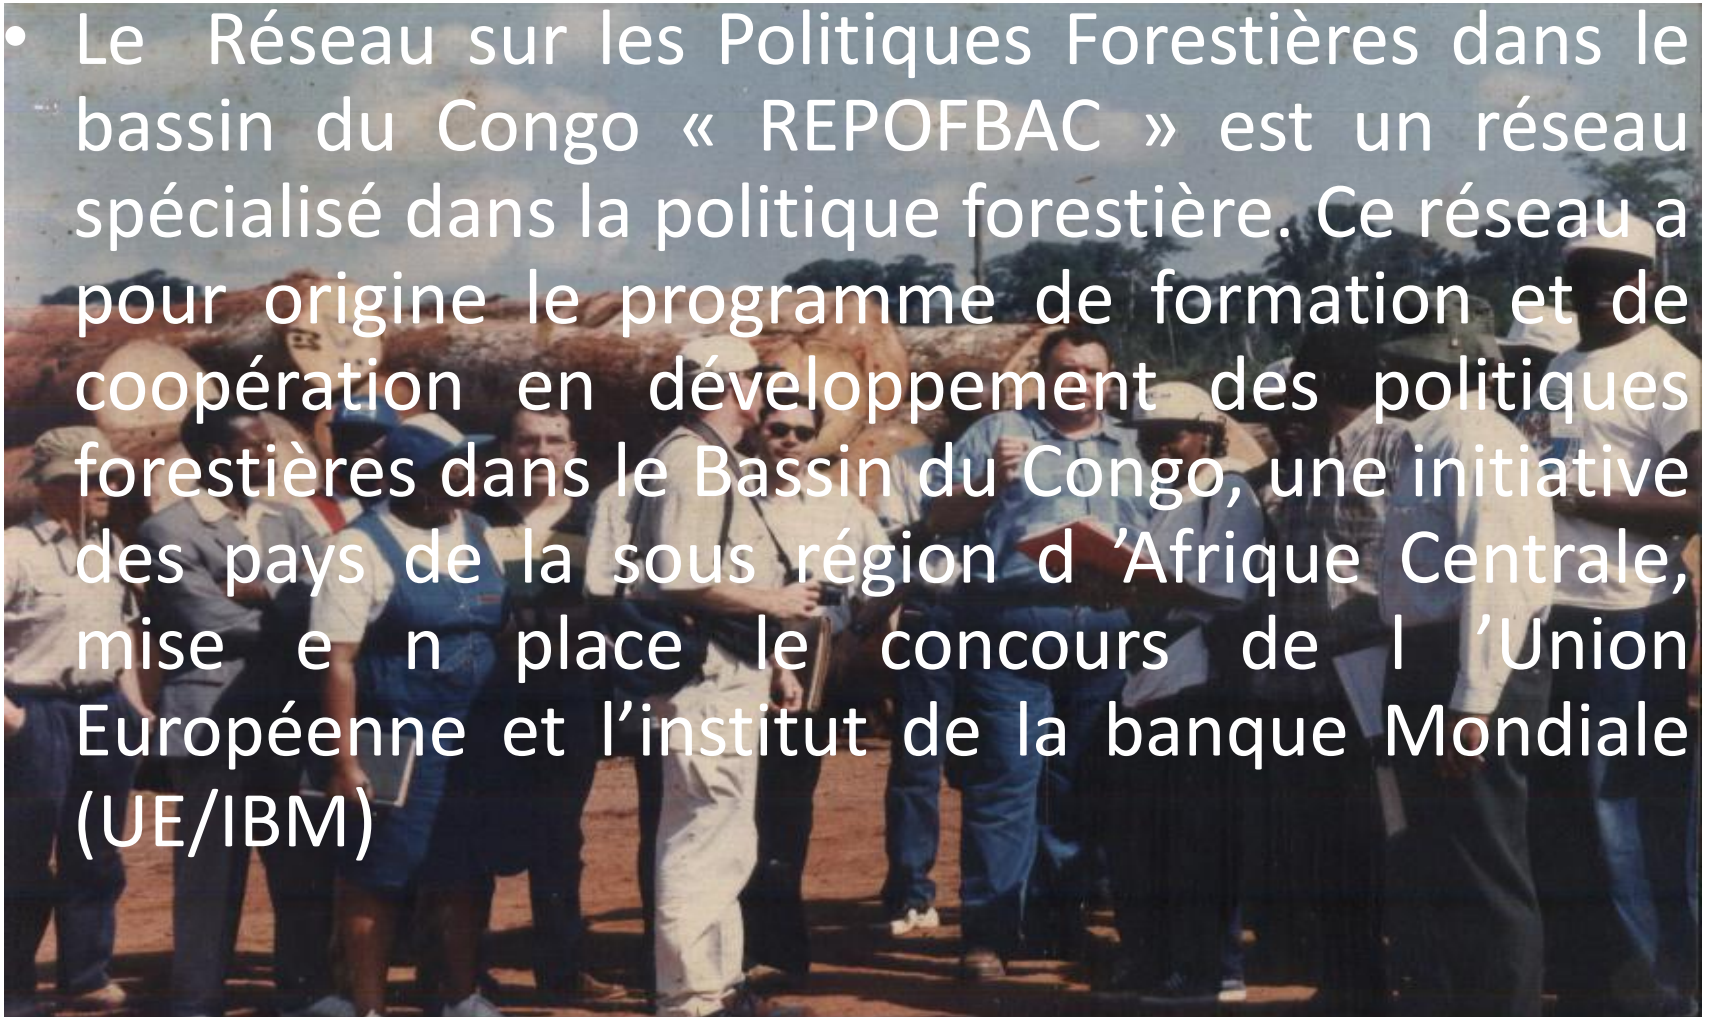 • Le Réseau sur les Politiques Forestières dans le
bassin du Congo « REPOFBAC » est un réseau
spécialisé dans la politique forestière. Ce réseau a
pour origine le programme de formation et de
coopération en développement des politiques
forestières dans le Bassin du Congo, une initiative
des pays de la sous région d ’Afrique Centrale,
mise e n place le concours de l ’Union
Européenne et l’institut de la banque Mondiale
(UE/IBM)